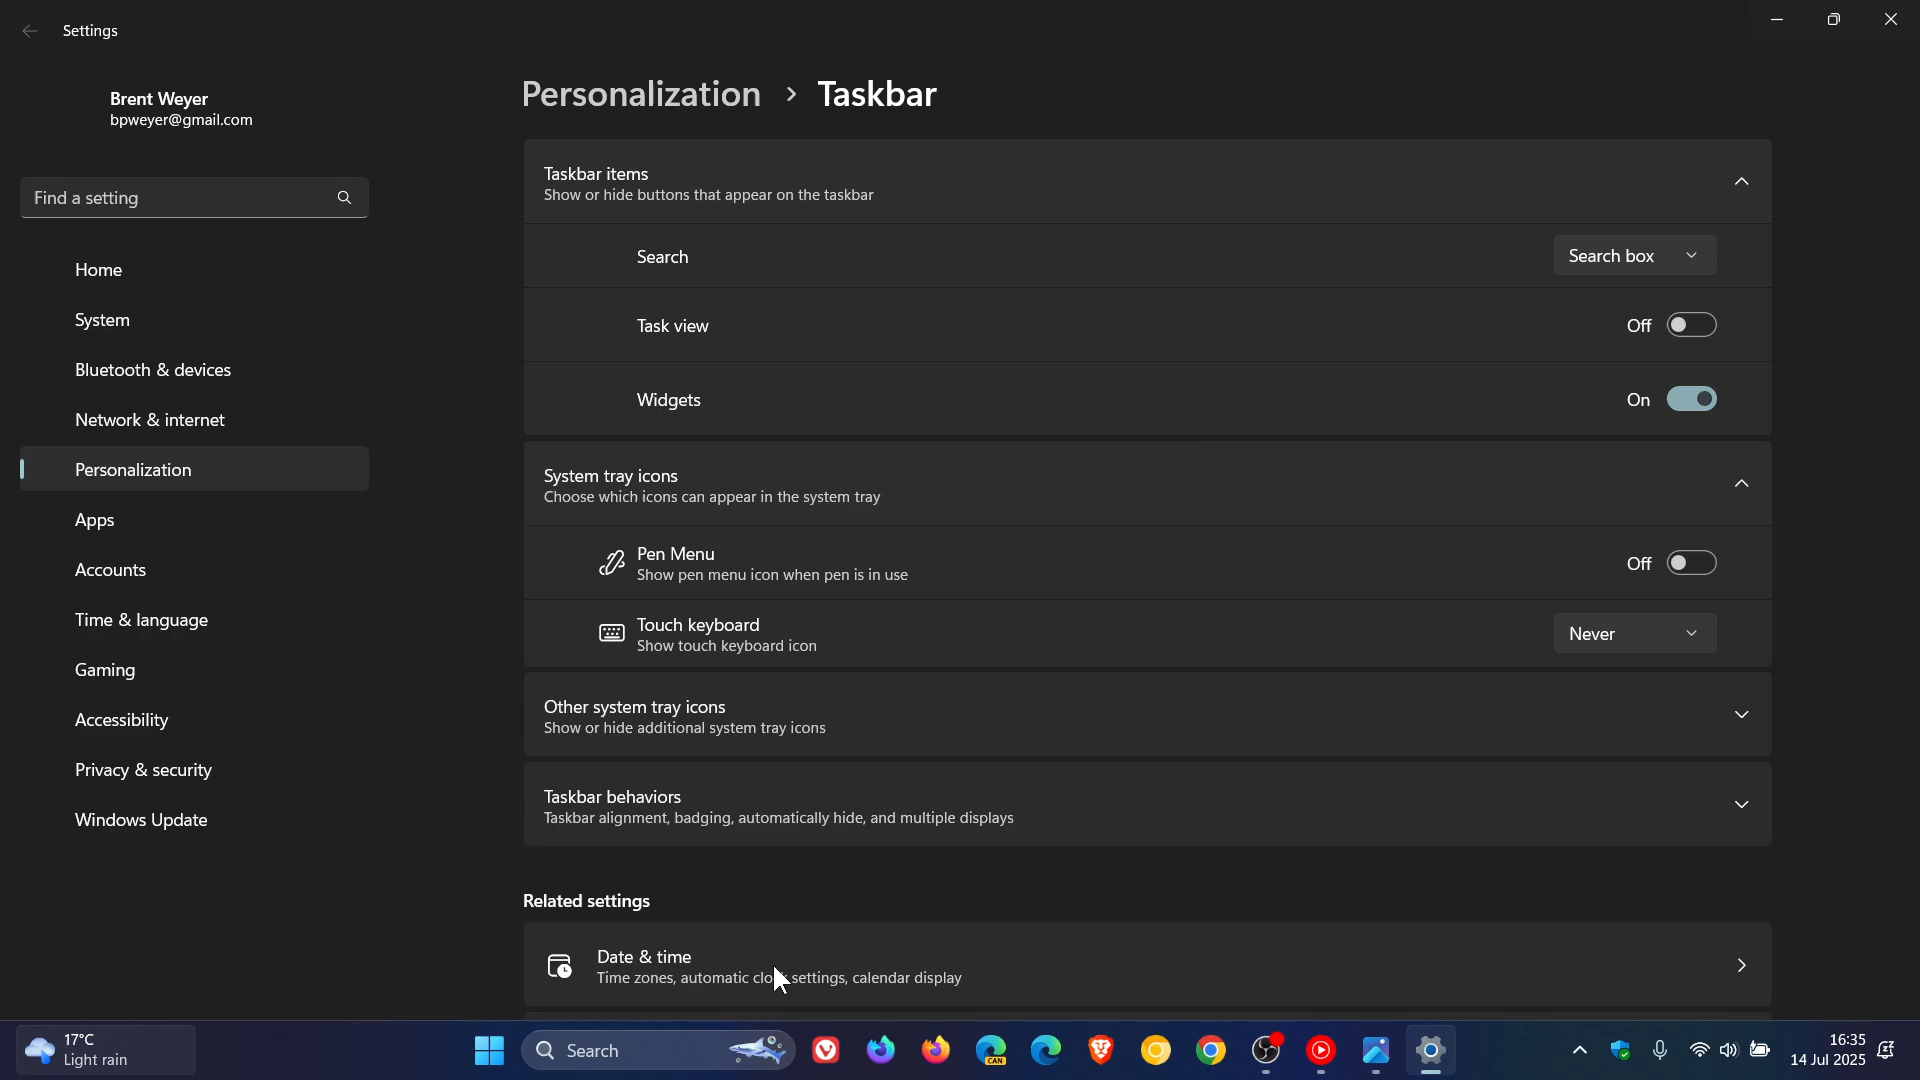 Settings
Brent Weyer
bpweyer@gmail.com
Find a setting
Home
System
Bluetooth & devices
Network & internet
Personalization
Apps
Accounts
Time & language
Gaming
Accessibility
Privacy & security
Windows Update
Personalization > Taskbar
Taskbar items
Show or hide buttons that appear on the taskbar
Search
Search box
Task view
Off
Widgets
On
System tray icons
Choose which icons can appear in the system tray
Pen Menu
Show pen menu icon when pen is in use
Off
Touch keyboard
Show touch keyboard icon
Never
Other system tray icons
Show or hide additional system tray icons
Taskbar behaviors
Taskbar alignment, badging, automatically hide, and multiple displays
Related settings
Date & time
Time zones, automatic clock settings, calendar display
17°C
Light rain
Search
CAN
16:35
14 Jul 2025